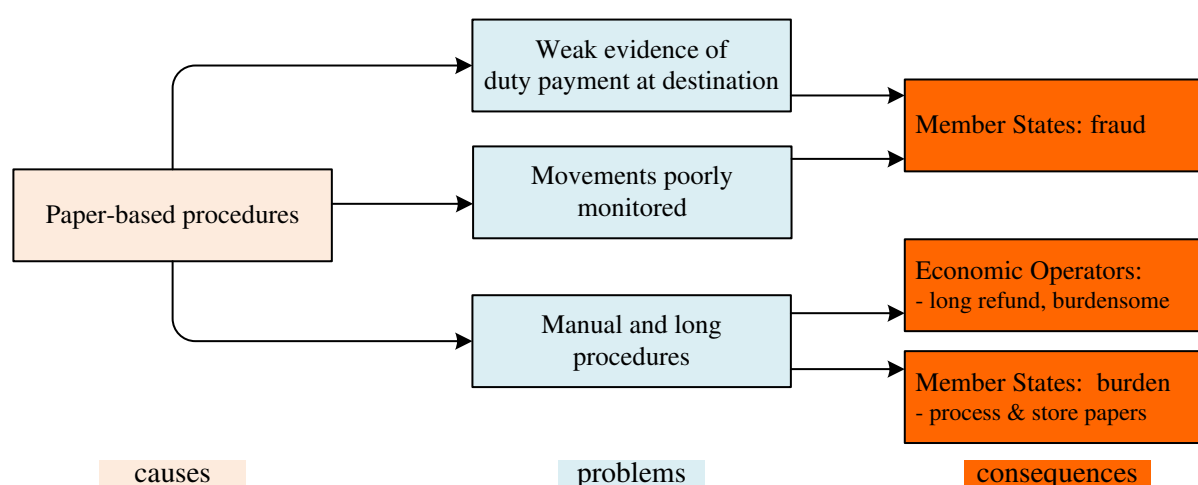 Weak evidence of
duty payment at destination
Member States: fraud
Paper-based procedures
Movements poorly
monitored
Economic Operators:
- long refund, burdensome
Manual and long
procedures
Member States:  burden
- process & store papers
causes
problems
consequences